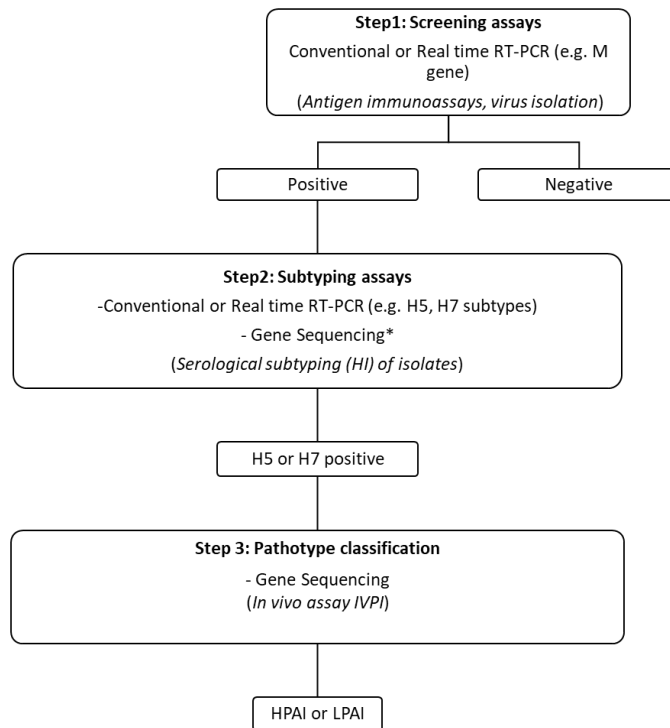 Step1: Screening assays
Conventional or Real time RT-PCR (e.g. M
gene)
(Antigen immunoassays, virus isolation)
Positive
Negative
Step2: Subtyping assays
-Conventional or Real time RT-PCR (e.g. H5, H7 subtypes)
- Gene Sequencing*
(Serological subtyping (HI) of isolates)
H5 or H7 positive
Step 3: Pathotype classification
- Gene Sequencing
(In vivo assay IVPI)
HPAI or LPAI